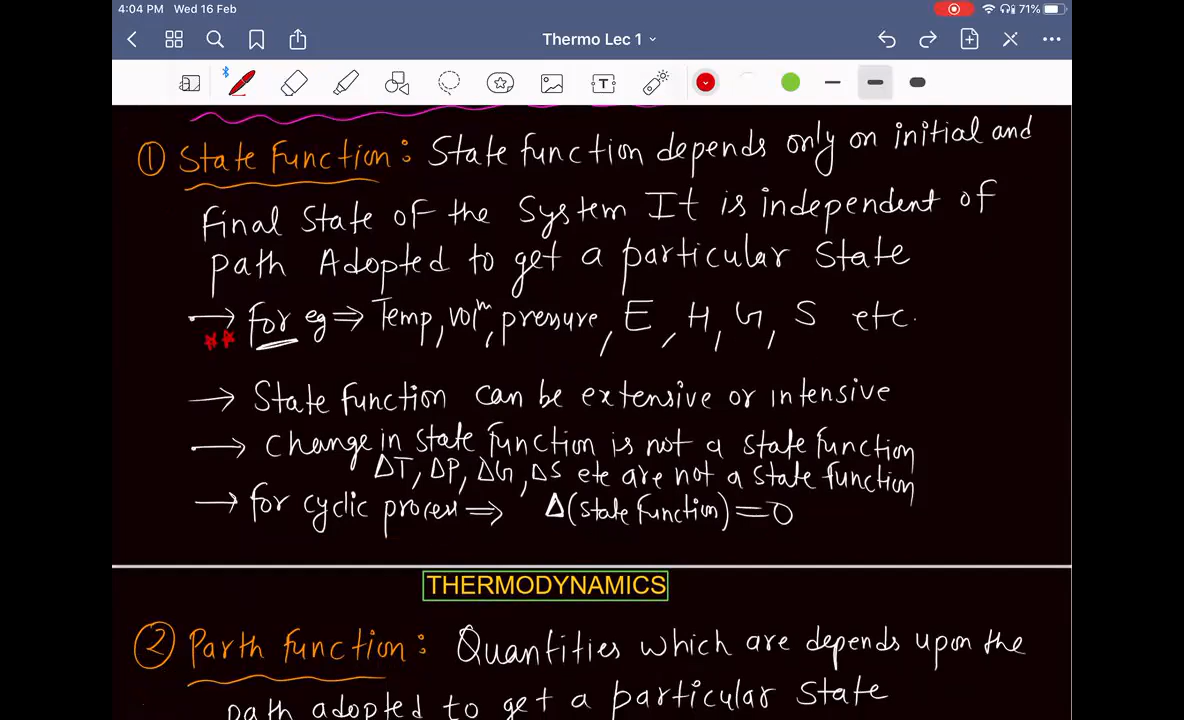 4:04 PM Wed 16 Feb 71%
Thermo Lec 1
① State Function : State function depends only on initial and
final State of the System It is independent of
path Adopted to get a particular State
→ for eg ⇒ Temp, volᵐ, pressure, E, H, G, S etc.
→ State function can be extensive or intensive
→ Change in state function is not a state function
ΔT, ΔP, ΔG, ΔS etc are not a state function
→ for cyclic process ⇒ Δ(state function) = 0
THERMODYNAMICS
② Parth function : Quantities which are depends upon the
path adopted to get a particular state